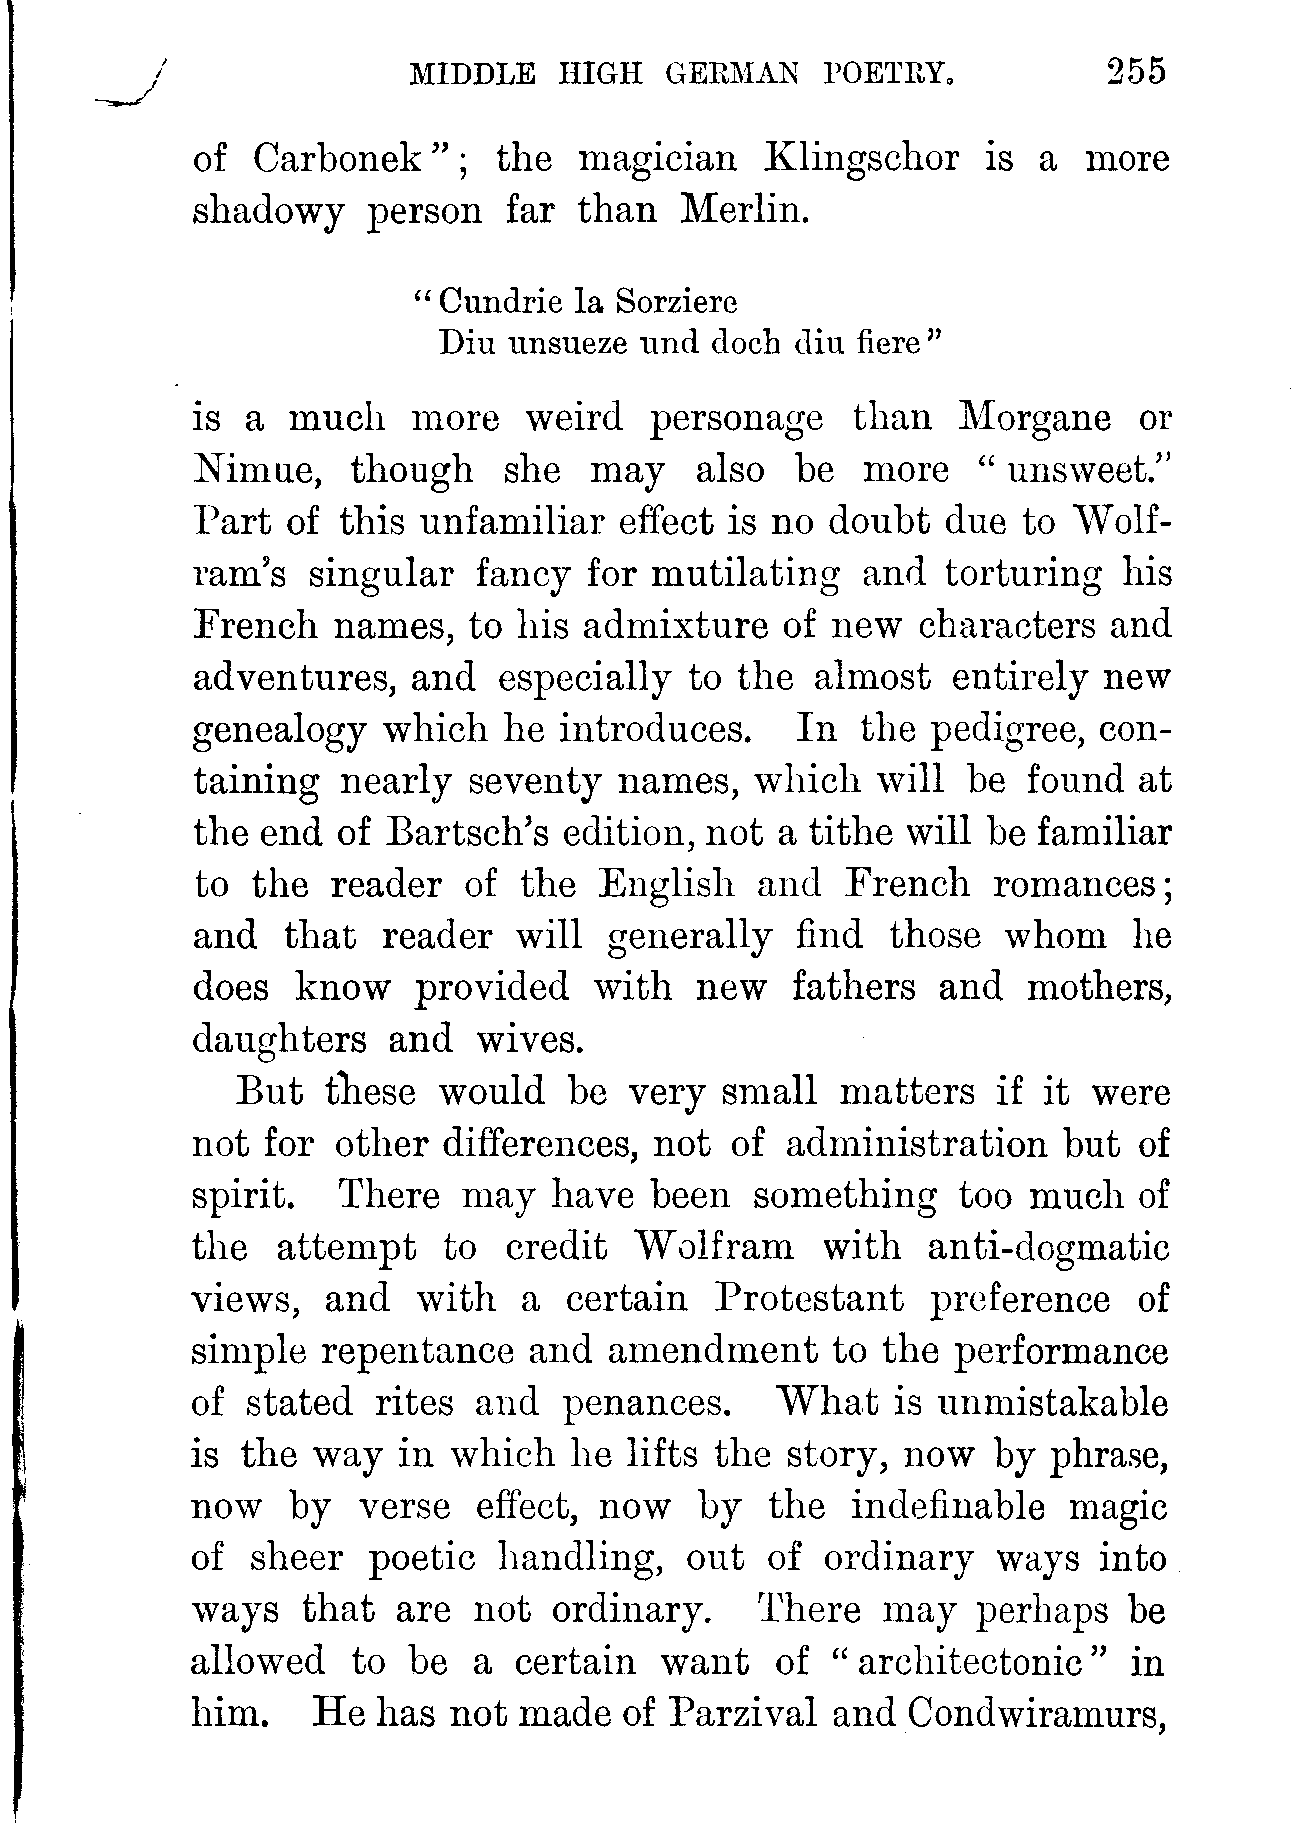 MIDDLE HIGH GERMAN POETRY. 255
of Carbonek"; the magician Klingschor is a more
shadowy person far than Merlin.
"Cundrie la Sorziere
Diu unsueze und doch diu fiere"
is a much more weird personage than Morgane or
Nimue, though she may also be more "unsweet."
Part of this unfamiliar effect is no doubt due to Wolf-
ram's singular fancy for mutilating and torturing his
French names, to his admixture of new characters and
adventures, and especially to the almost entirely new
genealogy which he introduces. In the pedigree, con-
taining nearly seventy names, which will be found at
the end of Bartsch's edition, not a tithe will be familiar
to the reader of the English and French romances;
and that reader will generally find those whom he
does know provided with new fathers and mothers,
daughters and wives.
But these would be very small matters if it were
not for other differences, not of administration but of
spirit. There may have been something too much of
the attempt to credit Wolfram with anti-dogmatic
views, and with a certain Protestant preference of
simple repentance and amendment to the performance
of stated rites and penances. What is unmistakable
is the way in which he lifts the story, now by phrase,
now by verse effect, now by the indefinable magic
of sheer poetic handling, out of ordinary ways into
ways that are not ordinary. There may perhaps be
allowed to be a certain want of "architectonic" in
him. He has not made of Parzival and Condwiramurs,